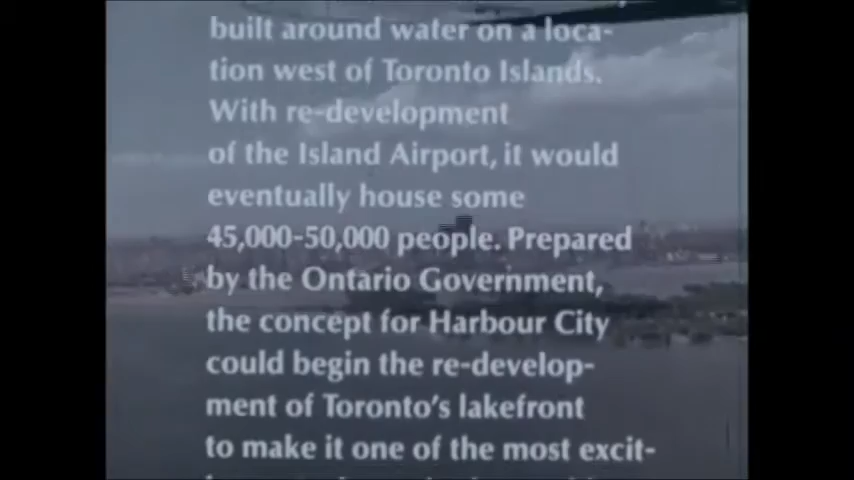 built around water on a loca-
tion west of Toronto Islands.
With re-development
of the Island Airport, it would
eventually house some
45,000-50,000 people. Prepared
by the Ontario Government,
the concept for Harbour City
could begin the re-develop-
ment of Toronto's lakefront
to make it one of the most excit-